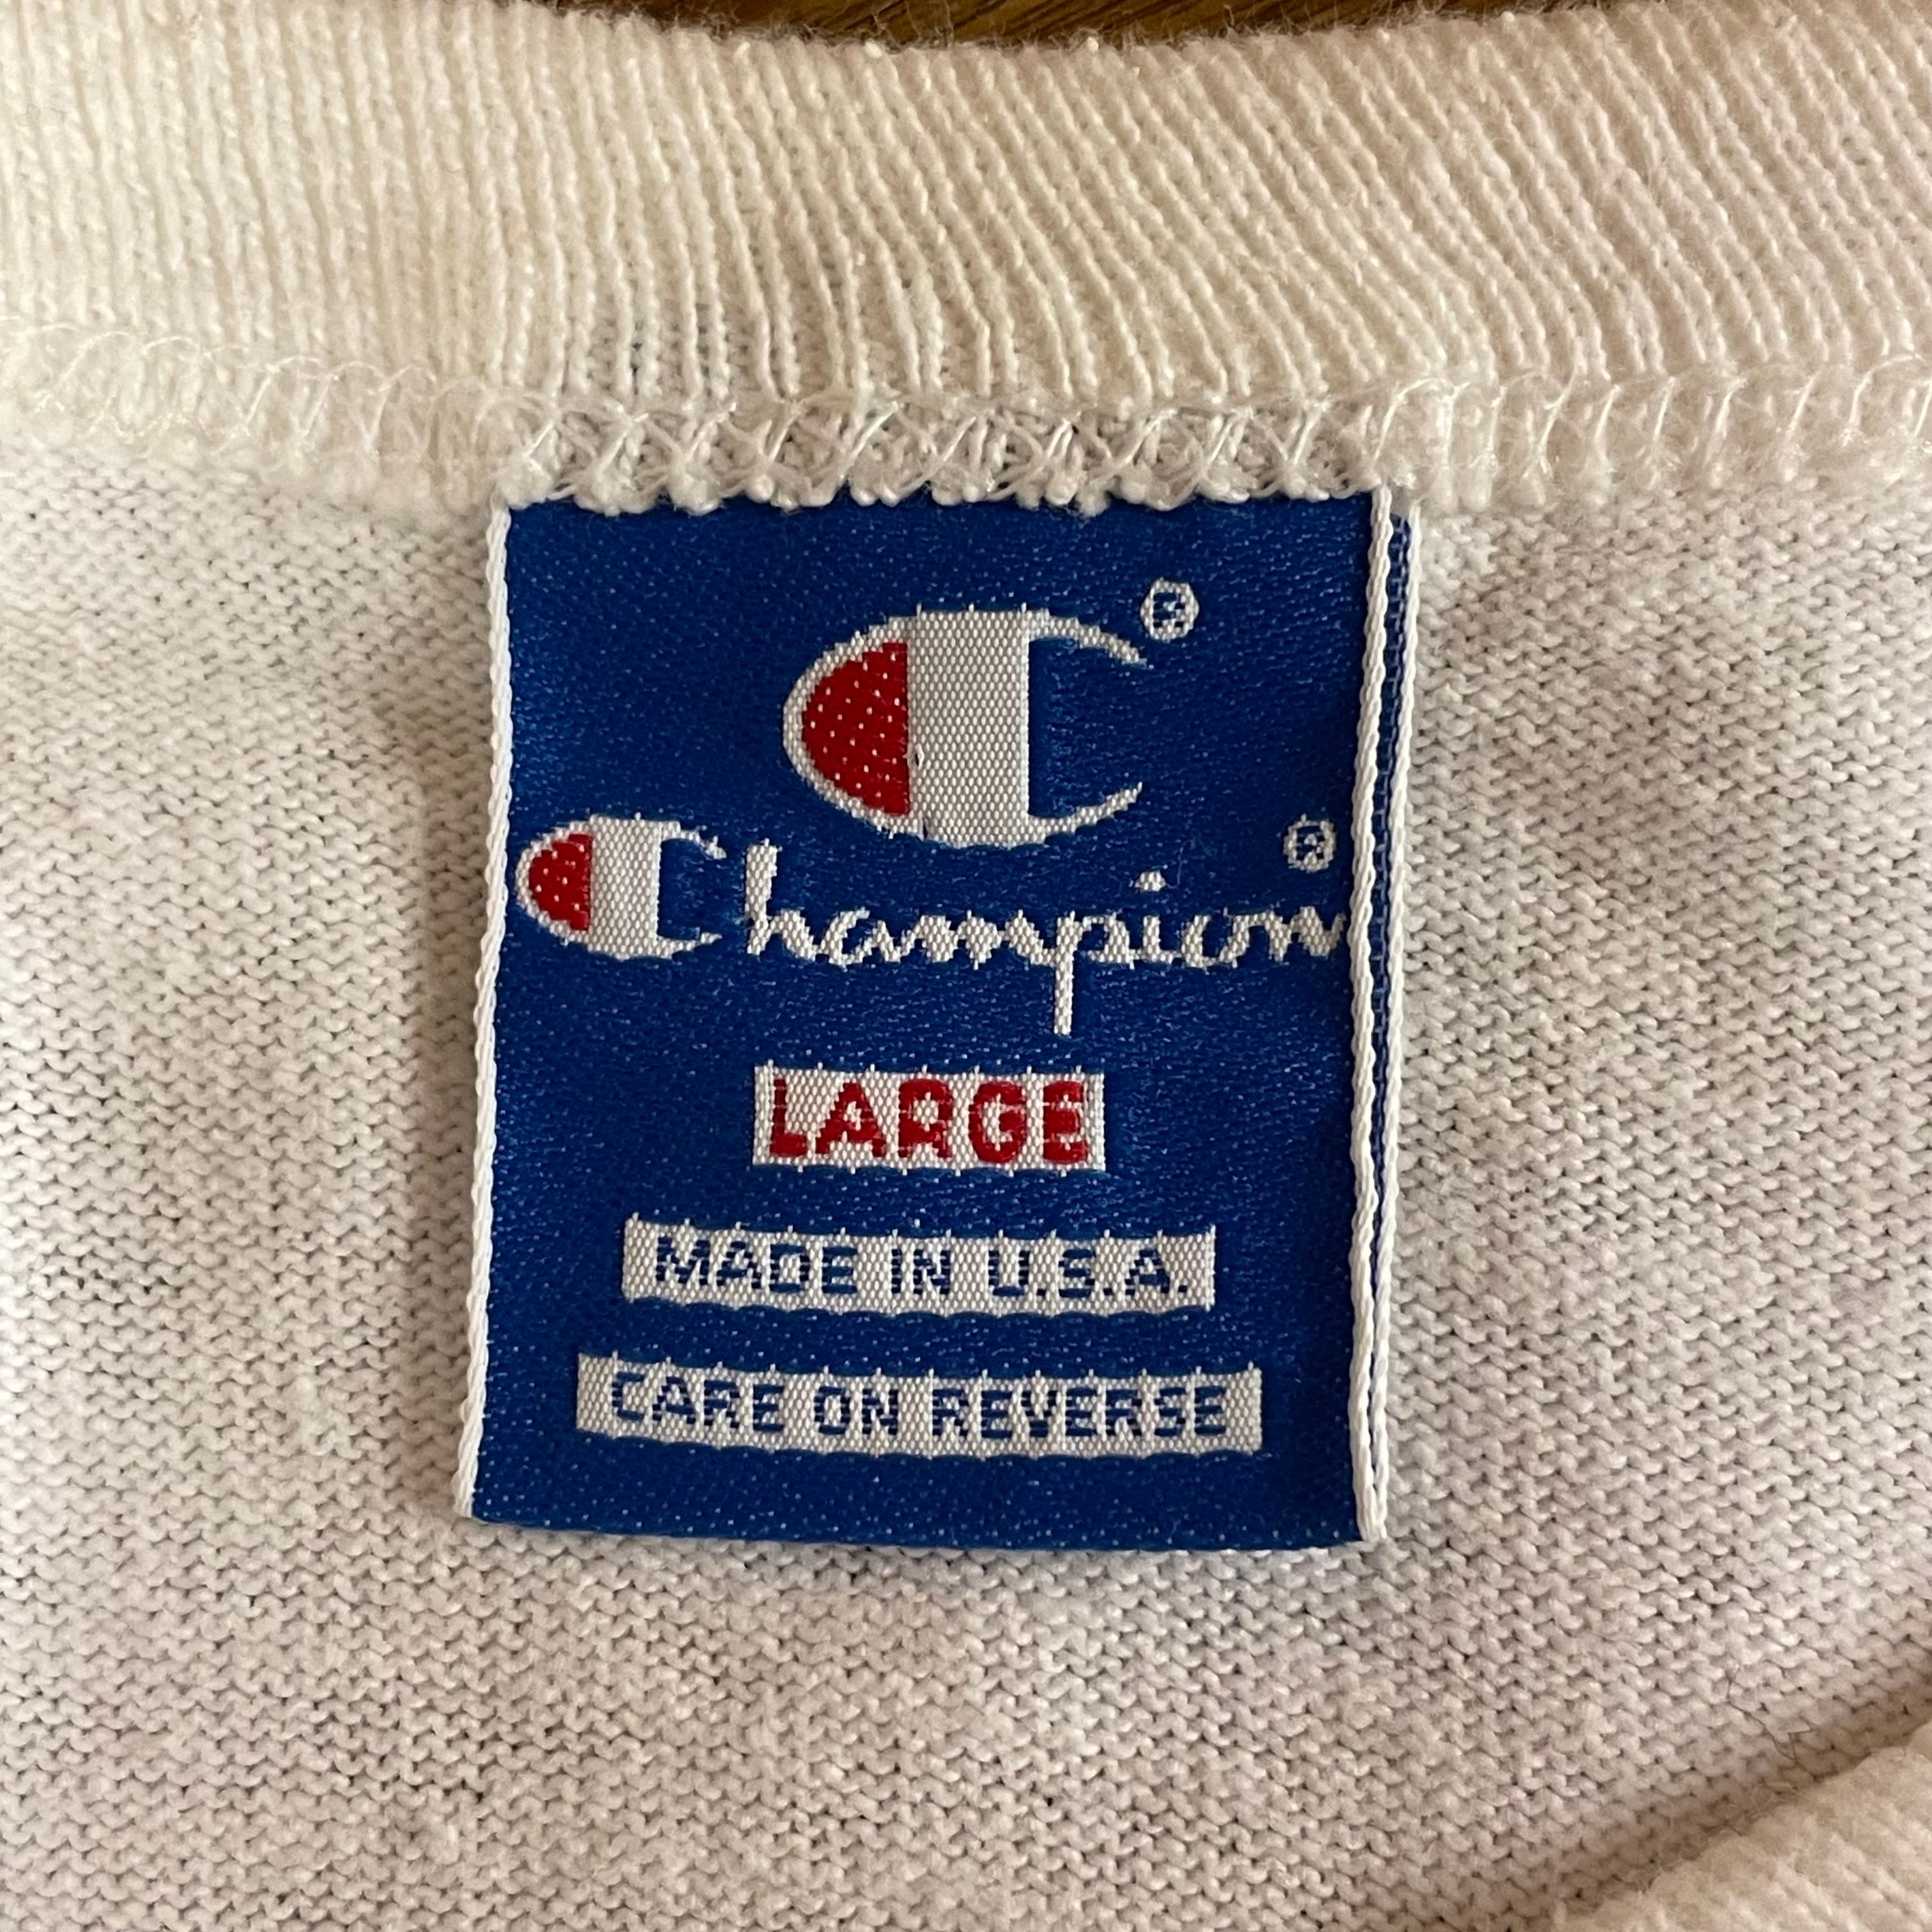 C®
Champion®
LARGE
MADE IN U.S.A.
CARE ON REVERSE